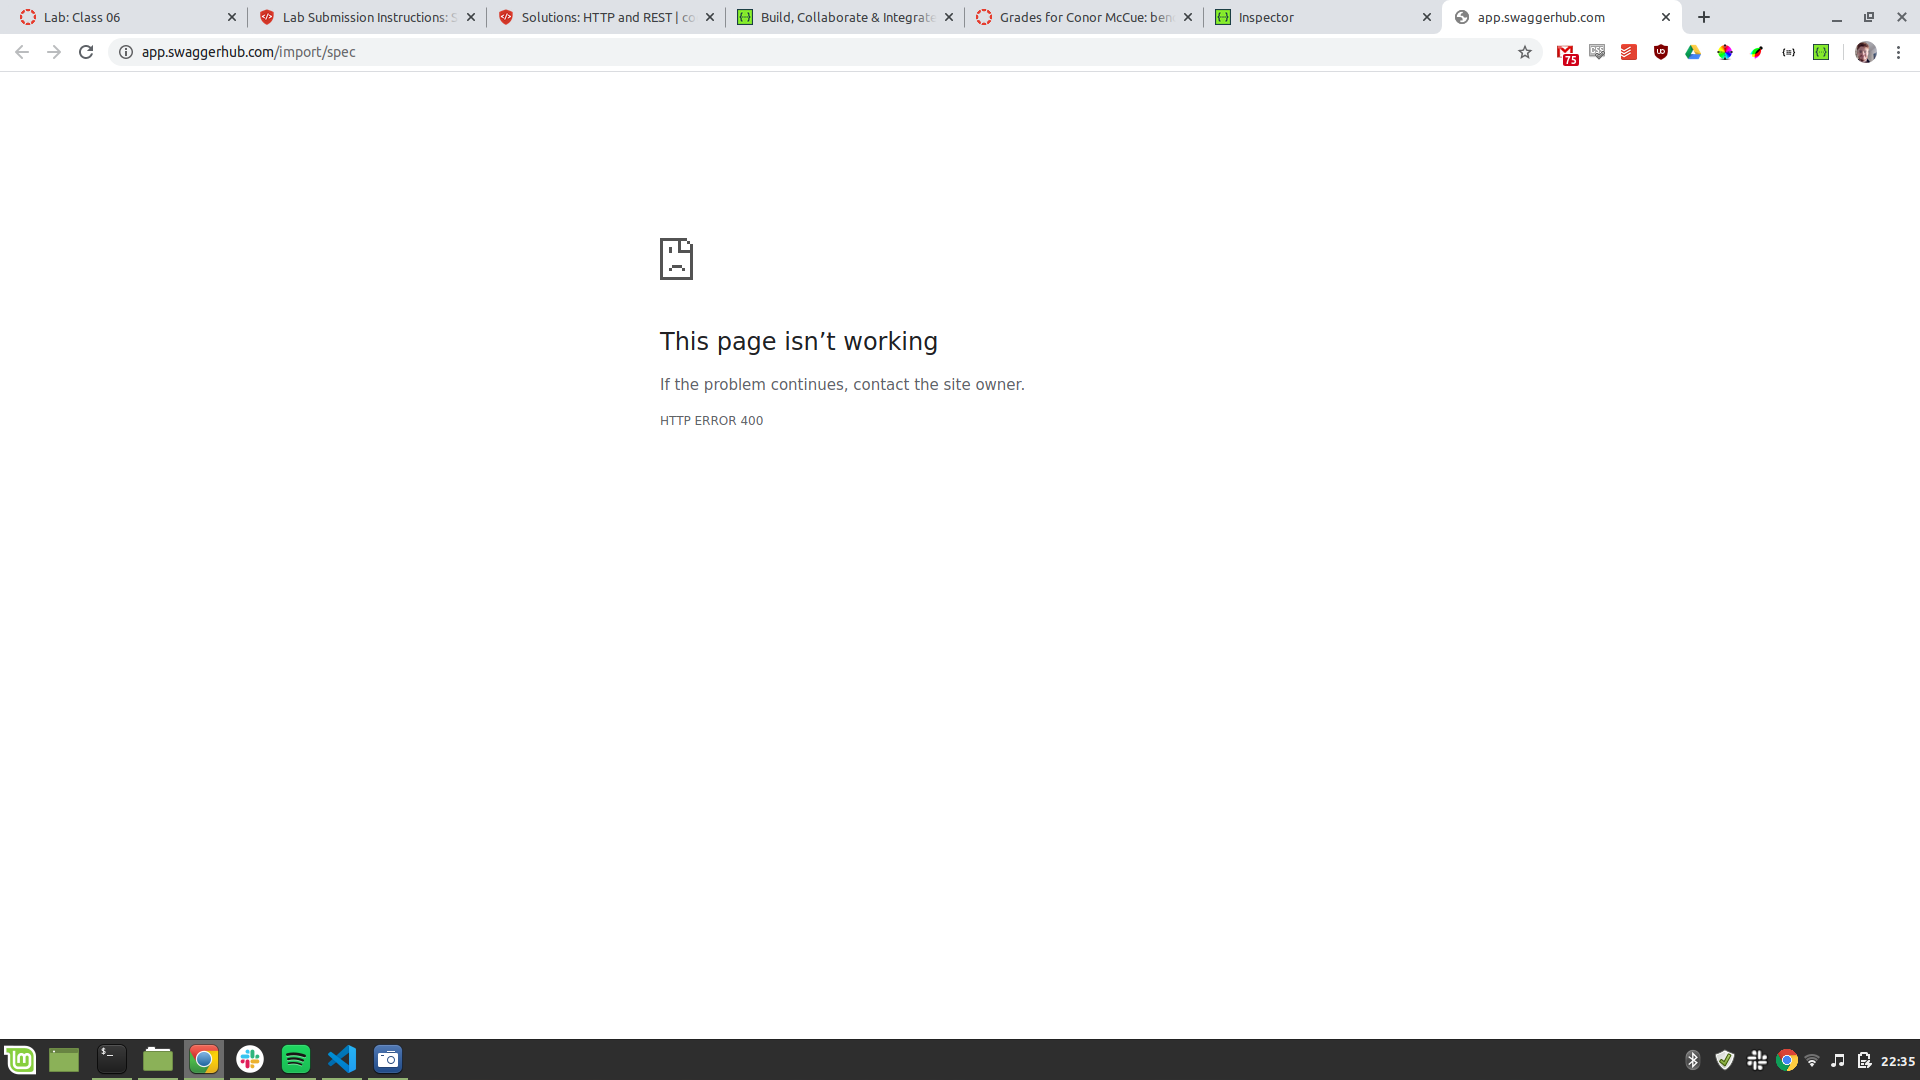 Lab: Class 06
Lab Submission Instructions: S
Solutions: HTTP and REST | co
Build, Collaborate & Integrate
Grades for Conor McCue: ben
Inspector
app.swaggerhub.com
app.swaggerhub.com/import/spec
75
This page isn’t working
If the problem continues, contact the site owner.
HTTP ERROR 400
22:35